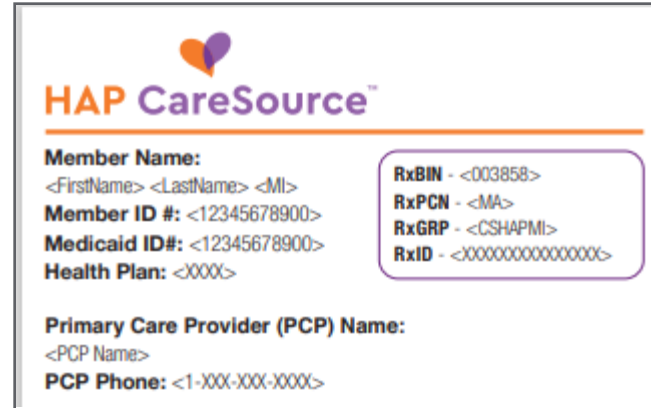 HAP CareSource™
Member Name:
<FirstName> <LastName> <MI>
Member ID #: <12345678900>
Medicaid ID#: <12345678900>
Health Plan: <XXXX>
RxBIN - <003858>
RxPCN - <MA>
RxGRP - <CSHAPMI>
RxID - <XXXXXXXXXXXXXXX>
Primary Care Provider (PCP) Name:
<PCP Name>
PCP Phone: <1-XXX-XXX-XXXX>